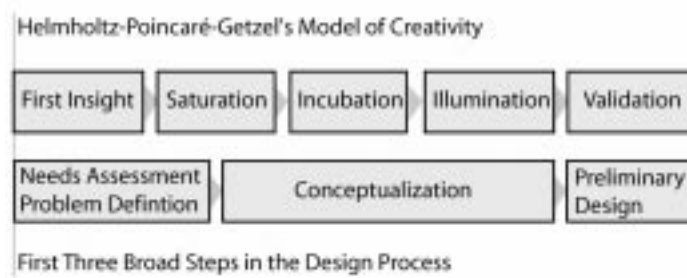 Helmholtz-Poincaré-Getzel's Model of Creativity
First Insight Saturation Incubation Illumination Validation
Needs Assessment
Problem Defintion
Conceptualization
Preliminary
Design
First Three Broad Steps in the Design Process